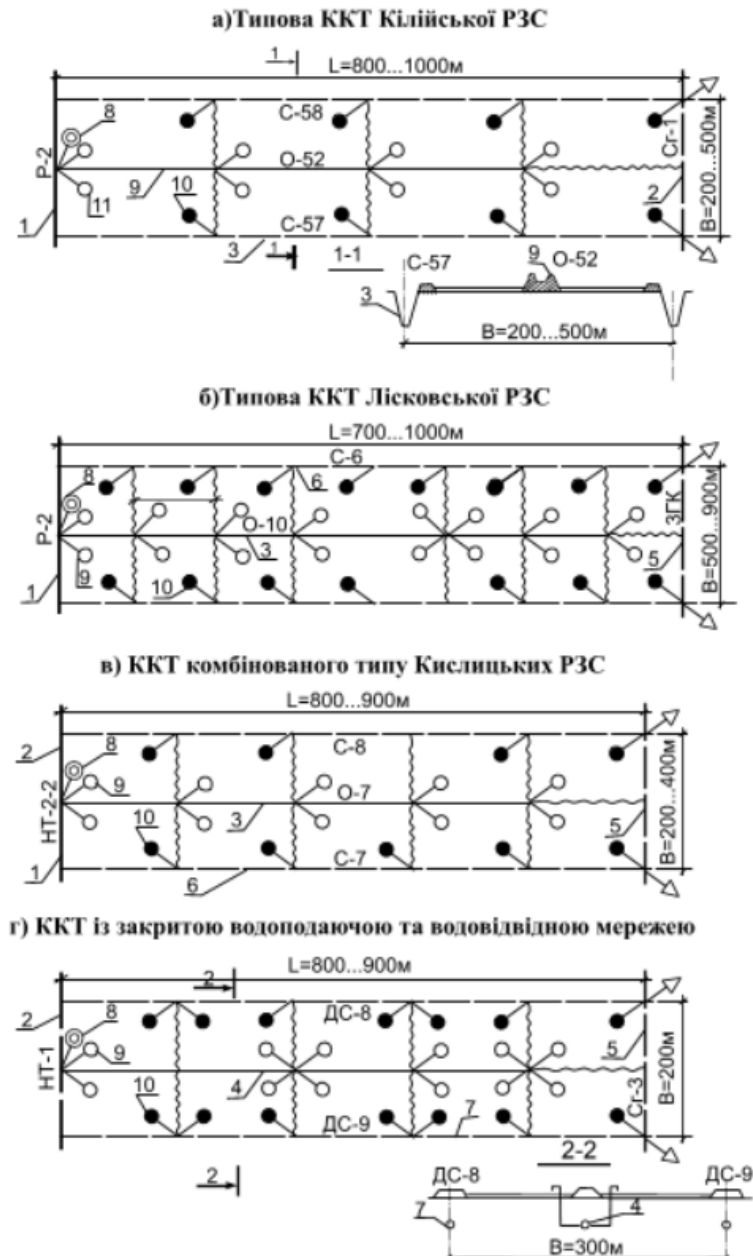 а)Типова ККТ Кілійської РЗС
1
L=800...1000м
8
С-58
Сг-1
Р-2
О-52
B=200...500м
9
10
2
11
1
С-57
3
1
1-1
С-57
9
О-52
3
B=200...500м
б)Типова ККТ Лісковської РЗС
L=700...1000м
С-6
8
6
ЗГК
Р-2
О-10
B=500...900м
3
5
9
10
1
в) ККТ комбінованого типу Кислицьких РЗС
L=800...900м
2
8
С-8
9
О-7
НТ-2-2
3
5
B=200...400м
10
1
С-7
6
г) ККТ із закритою водоподаючою та водовідвідною мережею
L=800...900м
2
2
8
ДС-8
5
9
НТ-1
4
B=200м
10
Сг-3
7
ДС-9
2
2-2
ДС-8
ДС-9
7
4
B=300м